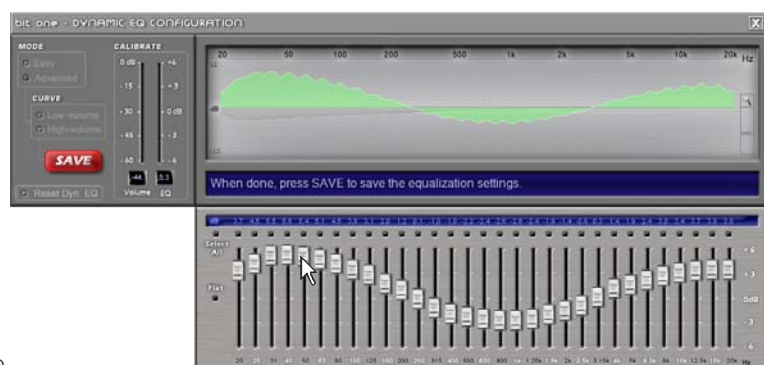 bit one - DYNAMIC EQ CONFIGURATION
MODE
Easy
Advanced
CURVE
Low-volume
High-volume
SAVE
Reset Dyn. EQ
CALIBRATE
0 dB +6
-15 +3
-30 0 dB
-45 -3
-60 -6
-44 5.3
Volume EQ
20 50 100 200 500 1k 2k 5k 10k 20k Hz
dB
When done, press SAVE to save the equalization settings.
Select All
Flat
+6
+3
0dB
-3
-6
20 25 31 40 50 63 80 100 125 160 200 250 315 400 500 630 800 1k 1.25k 1.6k 2k 2.5k 3.15k 4k 5k 6.3k 8k 10k 12.5k 16k 20k Hz